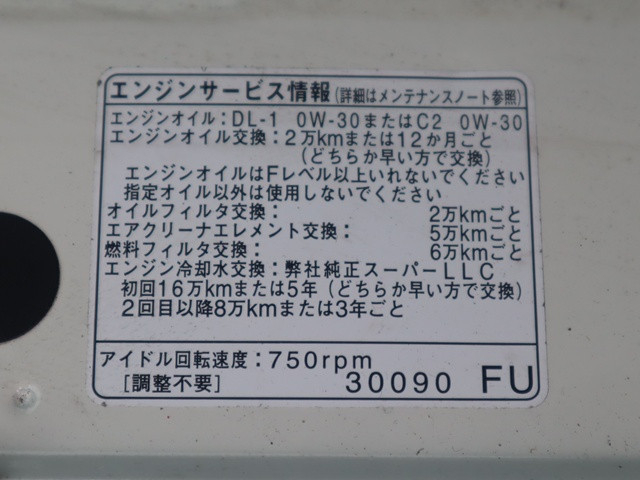 エンジンサービス情報(詳細はメンテナンスノート参照)
エンジンオイル:DL-1 0W-30またはC2 0W-30
エンジンオイル交換:2万kmまたは12か月ごと
(どちらか早い方で交換)
エンジンオイルはFレベル以上いれないでください
指定オイル以外は使用しないでください
オイルフィルタ交換: 2万kmごと
エアクリーナエレメント交換: 5万kmごと
燃料フィルタ交換: 6万kmごと
エンジン冷却水交換:弊社純正スーパーLLC
初回16万kmまたは5年(どちらか早い方で交換)
2回目以降8万kmまたは3年ごと
アイドル回転速度:750rpm
[調整不要] 30090 FU